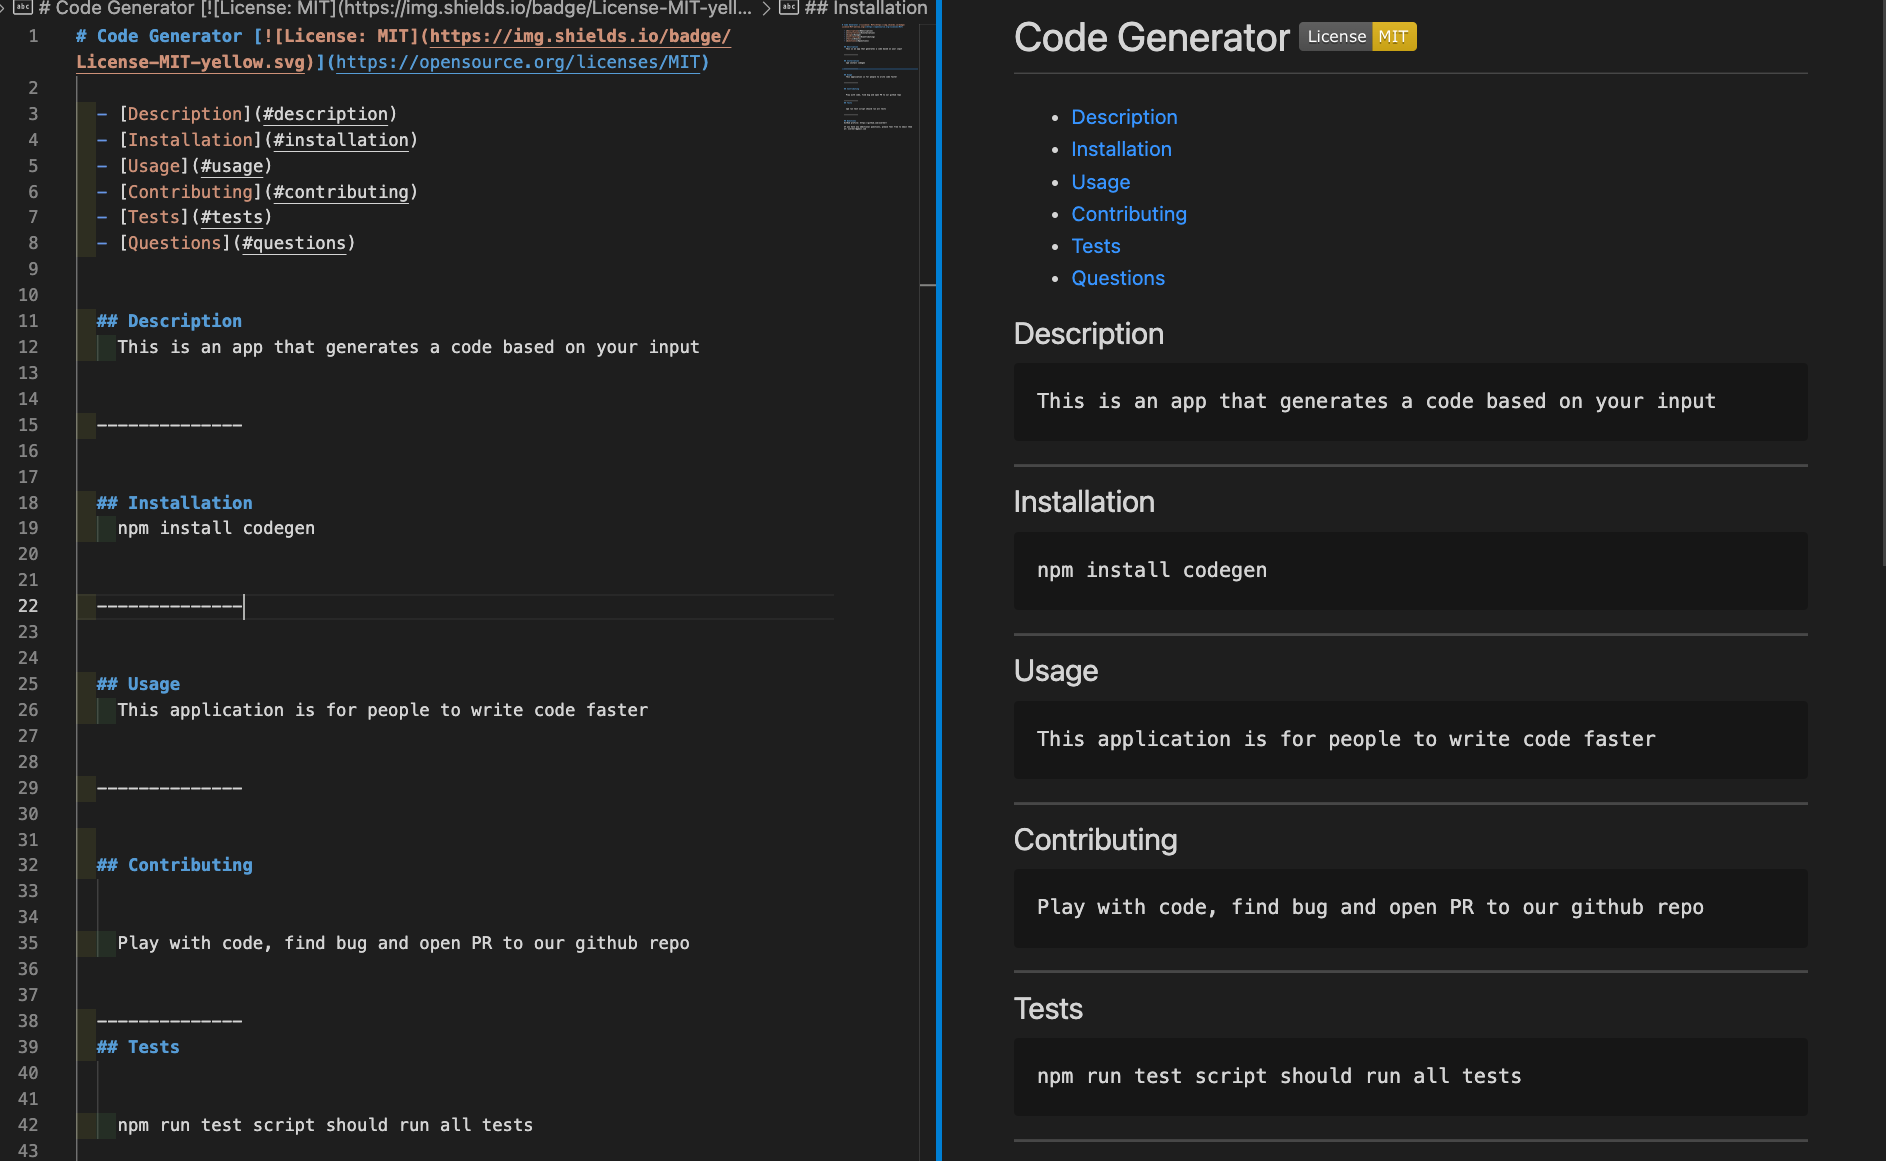 # Code Generator [![License: MIT](https://img.shields.io/badge/License-MIT-yell... > ## Installation
1 # Code Generator [![License: MIT](https://img.shields.io/badge/
License-MIT-yellow.svg)](https://opensource.org/licenses/MIT)
2
3 - [Description](#description)
4 - [Installation](#installation)
5 - [Usage](#usage)
6 - [Contributing](#contributing)
7 - [Tests](#tests)
8 - [Questions](#questions)
9
10
11 ## Description
12 This is an app that generates a code based on your input
13
14
15 --------------
16
17
18 ## Installation
19 npm install codegen
20
21
22 --------------
23
24
25 ## Usage
26 This application is for people to write code faster
27
28
29 --------------
30
31
32 ## Contributing
33
34
35 Play with code, find bug and open PR to our github repo
36
37
38 --------------
39 ## Tests
40
41
42 npm run test script should run all tests
43
Code Generator License MIT
• Description
• Installation
• Usage
• Contributing
• Tests
• Questions
Description
This is an app that generates a code based on your input
Installation
npm install codegen
Usage
This application is for people to write code faster
Contributing
Play with code, find bug and open PR to our github repo
Tests
npm run test script should run all tests